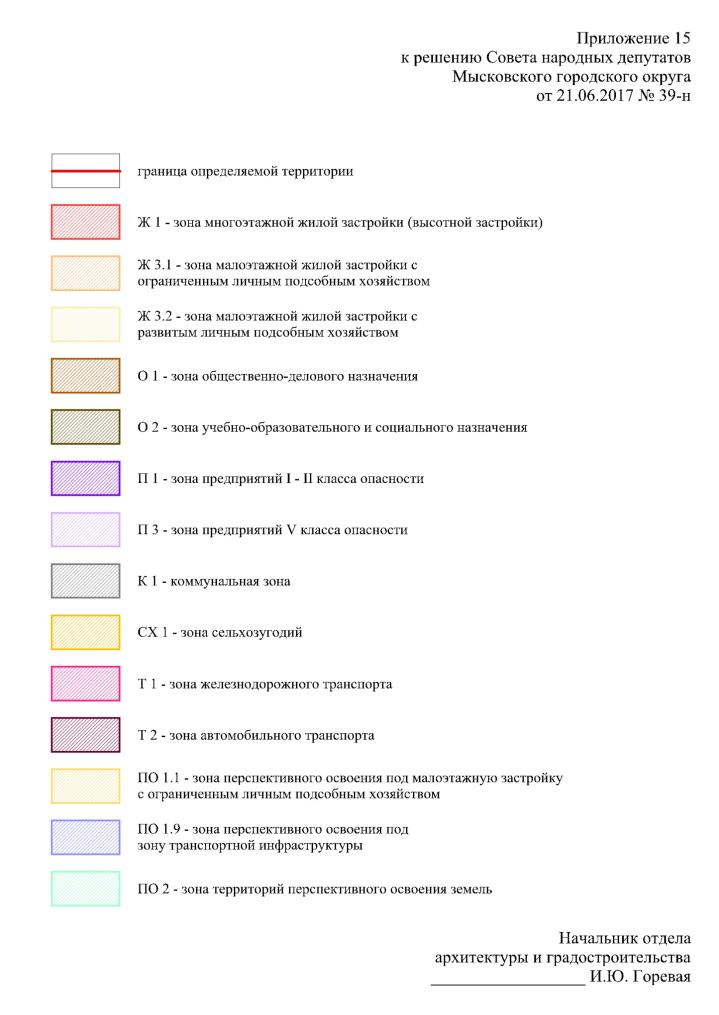 Приложение 15
к решению Совета народных депутатов
Мысковского городского округа
от 21.06.2017 № 39-н
граница определяемой территории
Ж 1 - зона многоэтажной жилой застройки (высотной застройки)
Ж 3.1 - зона малоэтажной жилой застройки с
ограниченным личным подсобным хозяйством
Ж 3.2 - зона малоэтажной жилой застройки с
развитым личным подсобным хозяйством
О 1 - зона общественно-делового назначения
О 2 - зона учебно-образовательного и социального назначения
П 1 - зона предприятий I - II класса опасности
П 3 - зона предприятий V класса опасности
К 1 - коммунальная зона
СХ 1 - зона сельхозугодий
Т 1 - зона железнодорожного транспорта
Т 2 - зона автомобильного транспорта
ПО 1.1 - зона перспективного освоения под малоэтажную застройку
с ограниченным личным подсобным хозяйством
ПО 1.9 - зона перспективного освоения под
зону транспортной инфраструктуры
ПО 2 - зона территорий перспективного освоения земель
Начальник отдела
архитектуры и градостроительства
__________________ И.Ю. Горевая